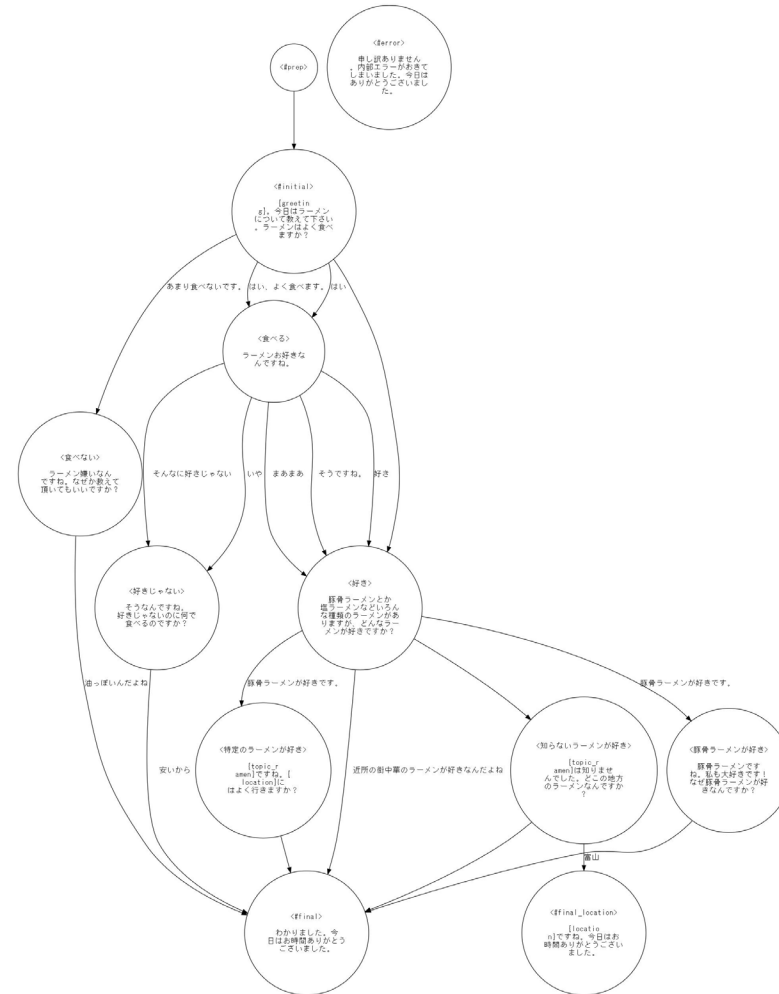 <#prep>
<#error>
申し訳ありません
。内部エラーがおきて
しまいました。今日は
ありがとうございまし
た。
<#initial>
[greetin
g]。今日はラーメン
について教えて下さい
。ラーメンはよく食べ
ますか？
あまり食べないです。
はい、よく食べます。
はい
<食べる>
ラーメンお好きな
んですね。
<食べない>
ラーメン嫌いなん
ですね。なぜか教えて
頂いてもいいですか？
そんなに好きじゃない
いや
まあまあ
そうですね。
好き
<好きじゃない>
そうなんですね。
好きじゃないのに何で
食べるのですか？
<好き>
豚骨ラーメンとか
塩ラーメンなどいろん
な種類のラーメンがあ
りますが、どんなラー
メンが好きですか？
油っぽいんだよね
豚骨ラーメンが好きです。
豚骨ラーメンが好きです。
<特定のラーメンが好き>
[topic_r
amen]ですね。[
location]に
はよく行きますか？
<知らないラーメンが好き>
[topic_r
amen]は知りませ
んでした。どこの地方
のラーメンなんですか
？
<豚骨ラーメンが好き>
豚骨ラーメンです
ね。私も大好きです！
なぜ豚骨ラーメンが好
きなんですか？
安いから
近所の街中華のラーメンが好きなんだよね
富山
<#final>
わかりました。今
日はお時間ありがとう
ございました。
<#final_location>
[locatio
n]ですね。今日はお
時間ありがとうござい
ました。